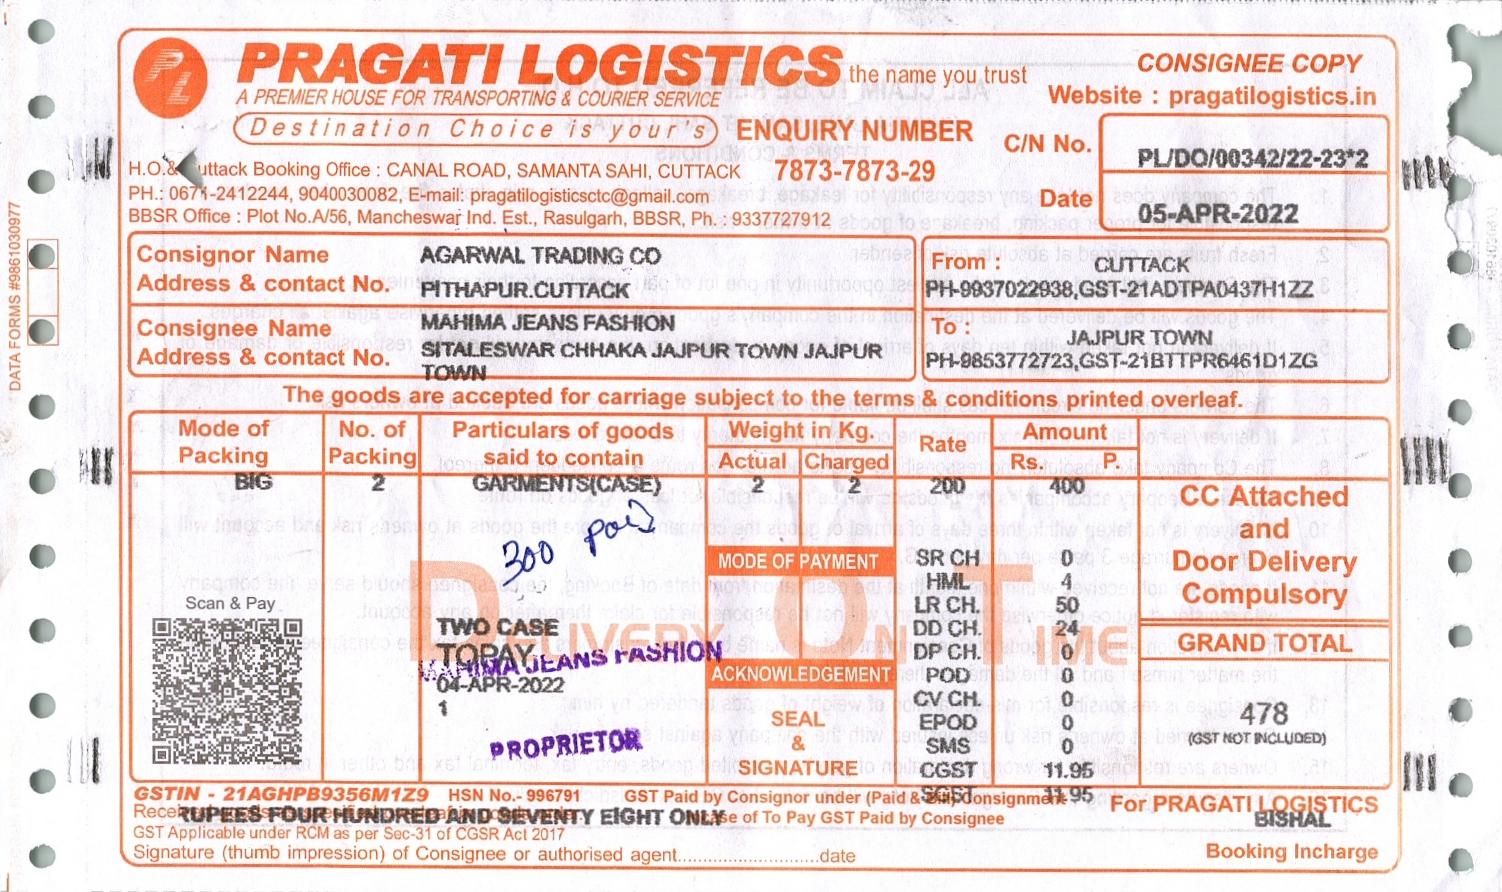 PL
PRAGATI LOGISTICS the name you trust
CONSIGNEE COPY
A PREMIER HOUSE FOR TRANSPORTING & COURIER SERVICE
Website : pragatilogistics.in
Destination Choice is your's
ENQUIRY NUMBER
7873-7873-29
C/N No. PL/DO/00342/22-23*2
Date 05-APR-2022
H.O.& Cuttack Booking Office : CANAL ROAD, SAMANTA SAHI, CUTTACK
PH.: 0671-2412244, 9040030082, E-mail: pragatilogisticsctc@gmail.com
BBSR Office : Plot No.A/56, Mancheswar Ind. Est., Rasulgarh, BBSR, Ph. : 9337727912
DATA FORMS #9861030977
Consignor Name AGARWAL TRADING CO
Address & contact No. PITHAPUR.CUTTACK
From : CUTTACK
PH-9937022938,GST-21ADTPA0437H1ZZ
Consignee Name MAHIMA JEANS FASHION
Address & contact No. SITALESWAR CHHAKA JAJPUR TOWN JAJPUR
TOWN
To : JAJPUR TOWN
PH-9853772723,GST-21BTTPR6461D1ZG
The goods are accepted for carriage subject to the terms & conditions printed overleaf.
Mode of Packing No. of Packing Particulars of goods said to contain Weight in Kg. Actual Charged Rate Amount Rs. P.
BIG 2 GARMENTS(CASE) 2 2 200 400
CC Attached
and
Door Delivery
Compulsory
300 paid
MODE OF PAYMENT
SR CH 0
HML 4
LR CH. 50
DD CH. 24
DP CH. 0
POD 0
CV CH. 0
EPOD 0
SMS 0
CGST 11.95
SGST 11.95
DELIVERY ON TIME
Scan & Pay
TWO CASE
TOPAY
MAHIMA JEANS FASHION
04-APR-2022
1
PROPRIETOR
ACKNOWLEDGEMENT
SEAL
&
SIGNATURE
GRAND TOTAL
478
(GST NOT INCLUDED)
GSTIN - 21AGHPB9356M1Z9 HSN No.- 996791 GST Paid by Consignor under (Paid & Bill) Consignment
RUPEES FOUR HUNDRED AND SEVENTY EIGHT ONLY
case of To Pay GST Paid by Consignee
GST Applicable under RCM as per Sec-31 of CGSR Act 2017
Signature (thumb impression) of Consignee or authorised agent............................date
For PRAGATI LOGISTICS
BISHAL
Booking Incharge